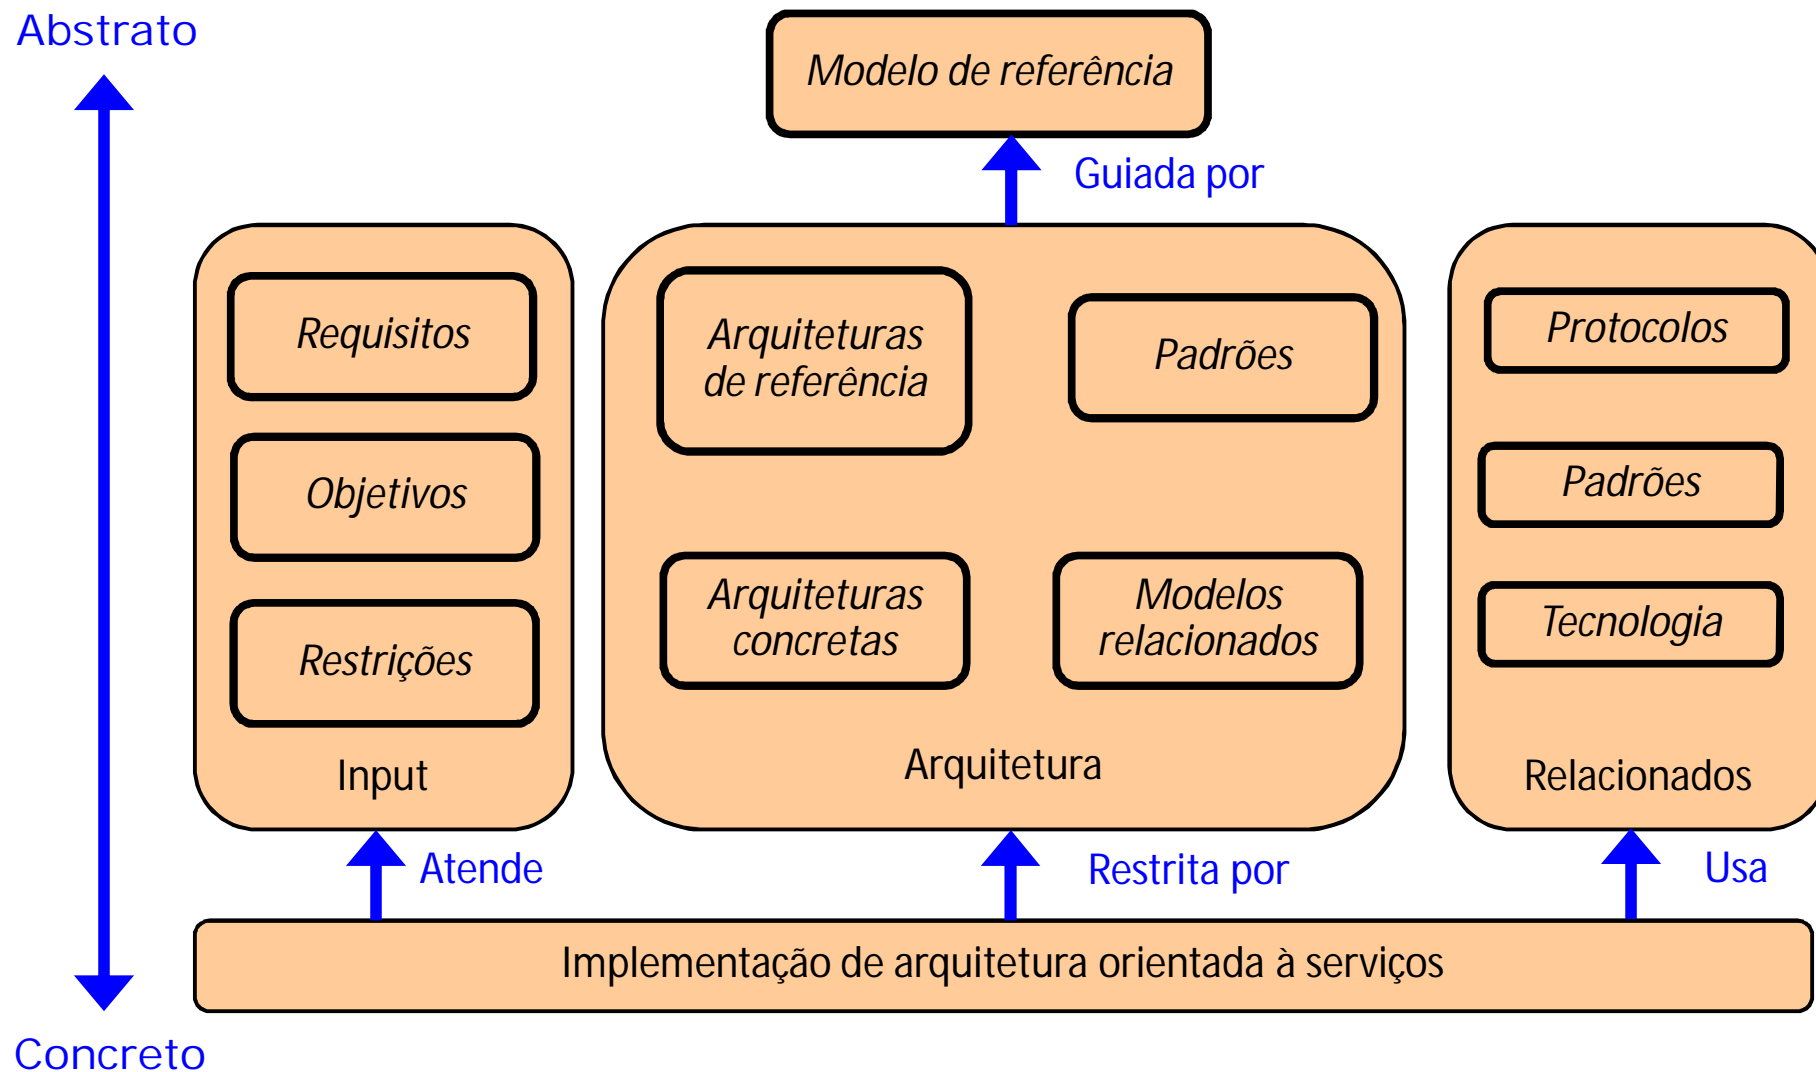 Abstrato
Modelo de referência
Guiada por
Requisitos
Objetivos
Restrições
Input
Arquiteturas
de referência
Padrões
Arquiteturas
concretas
Modelos
relacionados
Arquitetura
Protocolos
Padrões
Tecnologia
Relacionados
Atende
Restrita por
Usa
Implementação de arquitetura orientada à serviços
Concreto